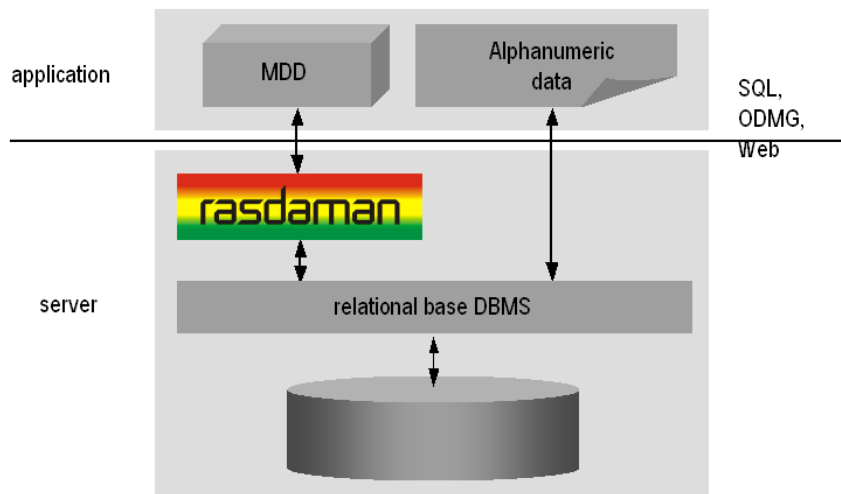 application
MDD
Alphanumeric
data
SQL,
ODMG,
Web
rasdaman
server
relational base DBMS